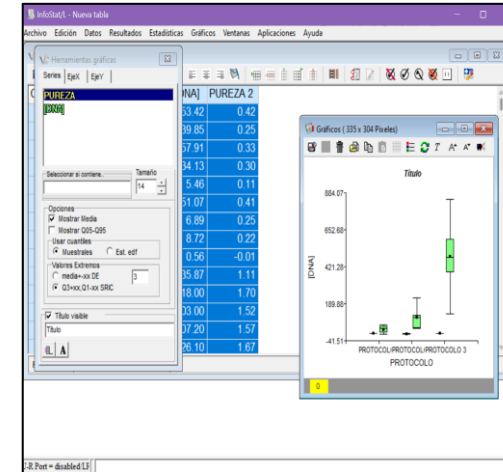 InfoStat/L - Nueva tabla
Archivo Edición Datos Resultados Estadísticas Gráficos Ventanas Aplicaciones Ayuda
Herramientas gráficas
Series EjeX EjeY
PUREZA
[DNA]
Seleccionar si contiene..
Tamaño
14
Opciones
Mostrar Media
Mostrar Q05-Q95
Usar cuantiles
Muestrales Est. edf
Valores Extremos
media+-xx DE
3
Q3+xx,Q1-xx SRIC
Título visible
Título
PUREZA 2
53.42 0.42
39.85 0.25
57.91 0.33
34.13 0.30
5.46 0.11
51.07 0.41
6.89 0.25
8.72 0.22
0.56 -0.01
35.87 1.11
18.00 1.70
03.00 1.52
07.20 1.57
26.10 1.67
Gráficos (335 x 304 Pixeles)
Título
884.07
652.68
421.28
189.88
-41.51
[DNA]
PROTOCOLO 3
PROTOCOLO
0